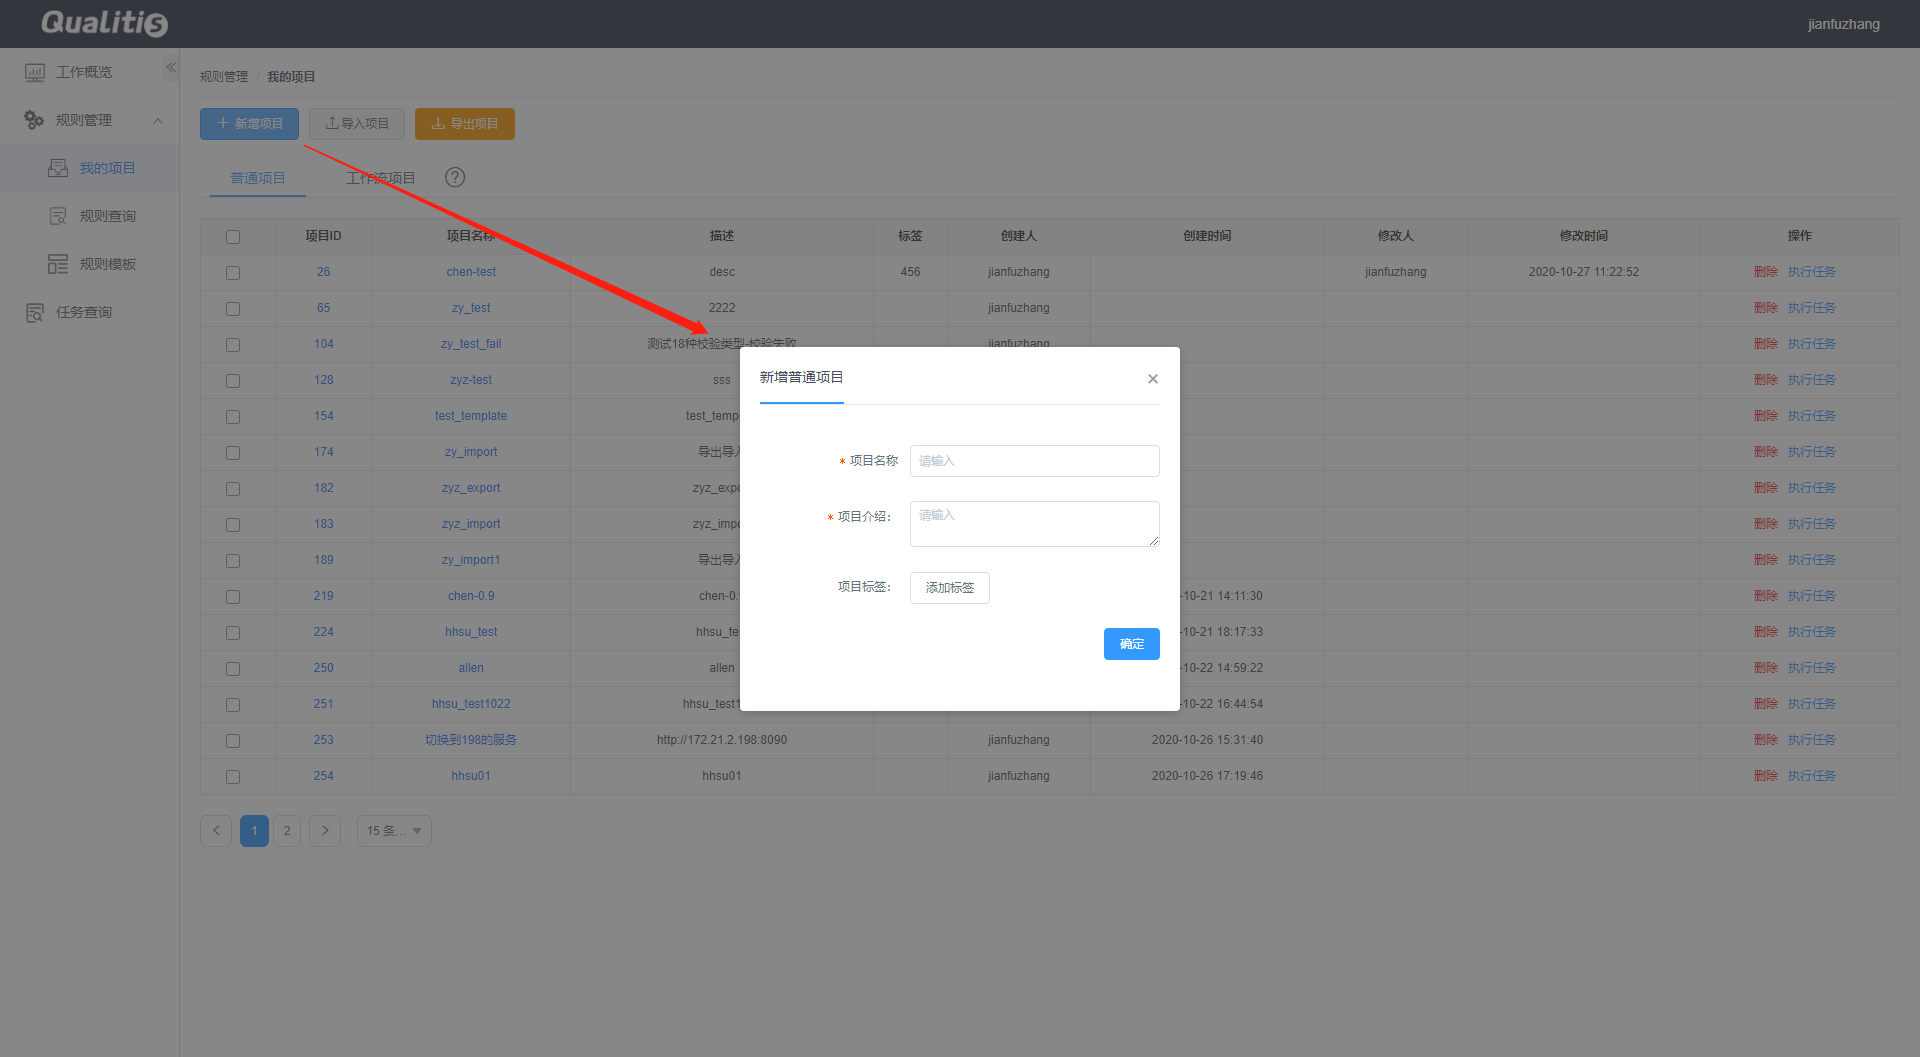 Qualitis
jianfuzhang
工作概览
规则管理
我的项目
规则查询
规则模板
任务查询
规则管理 / 我的项目
新增项目 导入项目 导出项目
普通项目 工作流项目 ?
项目ID 项目名称 描述 标签 创建人 创建时间 修改人 修改时间 操作
26 chen-test desc 456 jianfuzhang jianfuzhang 2020-10-27 11:22:52 删除 执行任务
65 zy_test 2222 jianfuzhang 删除 执行任务
104 zy_test_fail 测试18种校验类型-校验失败 jianfuzhang 删除 执行任务
128 zyz-test sss 删除 执行任务
154 test_template test_temp 删除 执行任务
174 zy_import 导出导入 删除 执行任务
182 zyz_export zyz_expo 删除 执行任务
183 zyz_import zyz_impo 删除 执行任务
189 zy_import1 导出导入 删除 执行任务
219 chen-0.9 chen-0. -10-21 14:11:30 删除 执行任务
224 hhsu_test hhsu_te -10-21 18:17:33 删除 执行任务
250 allen allen -10-22 14:59:22 删除 执行任务
251 hhsu_test1022 hhsu_test1 -10-22 16:44:54 删除 执行任务
253 切换到198的服务 http://172.21.2.198:8090 jianfuzhang 2020-10-26 15:31:40 删除 执行任务
254 hhsu01 hhsu01 jianfuzhang 2020-10-26 17:19:46 删除 执行任务
1 2 15 条...
新增普通项目
* 项目名称 请输入
* 项目介绍: 请输入
项目标签: 添加标签
确定